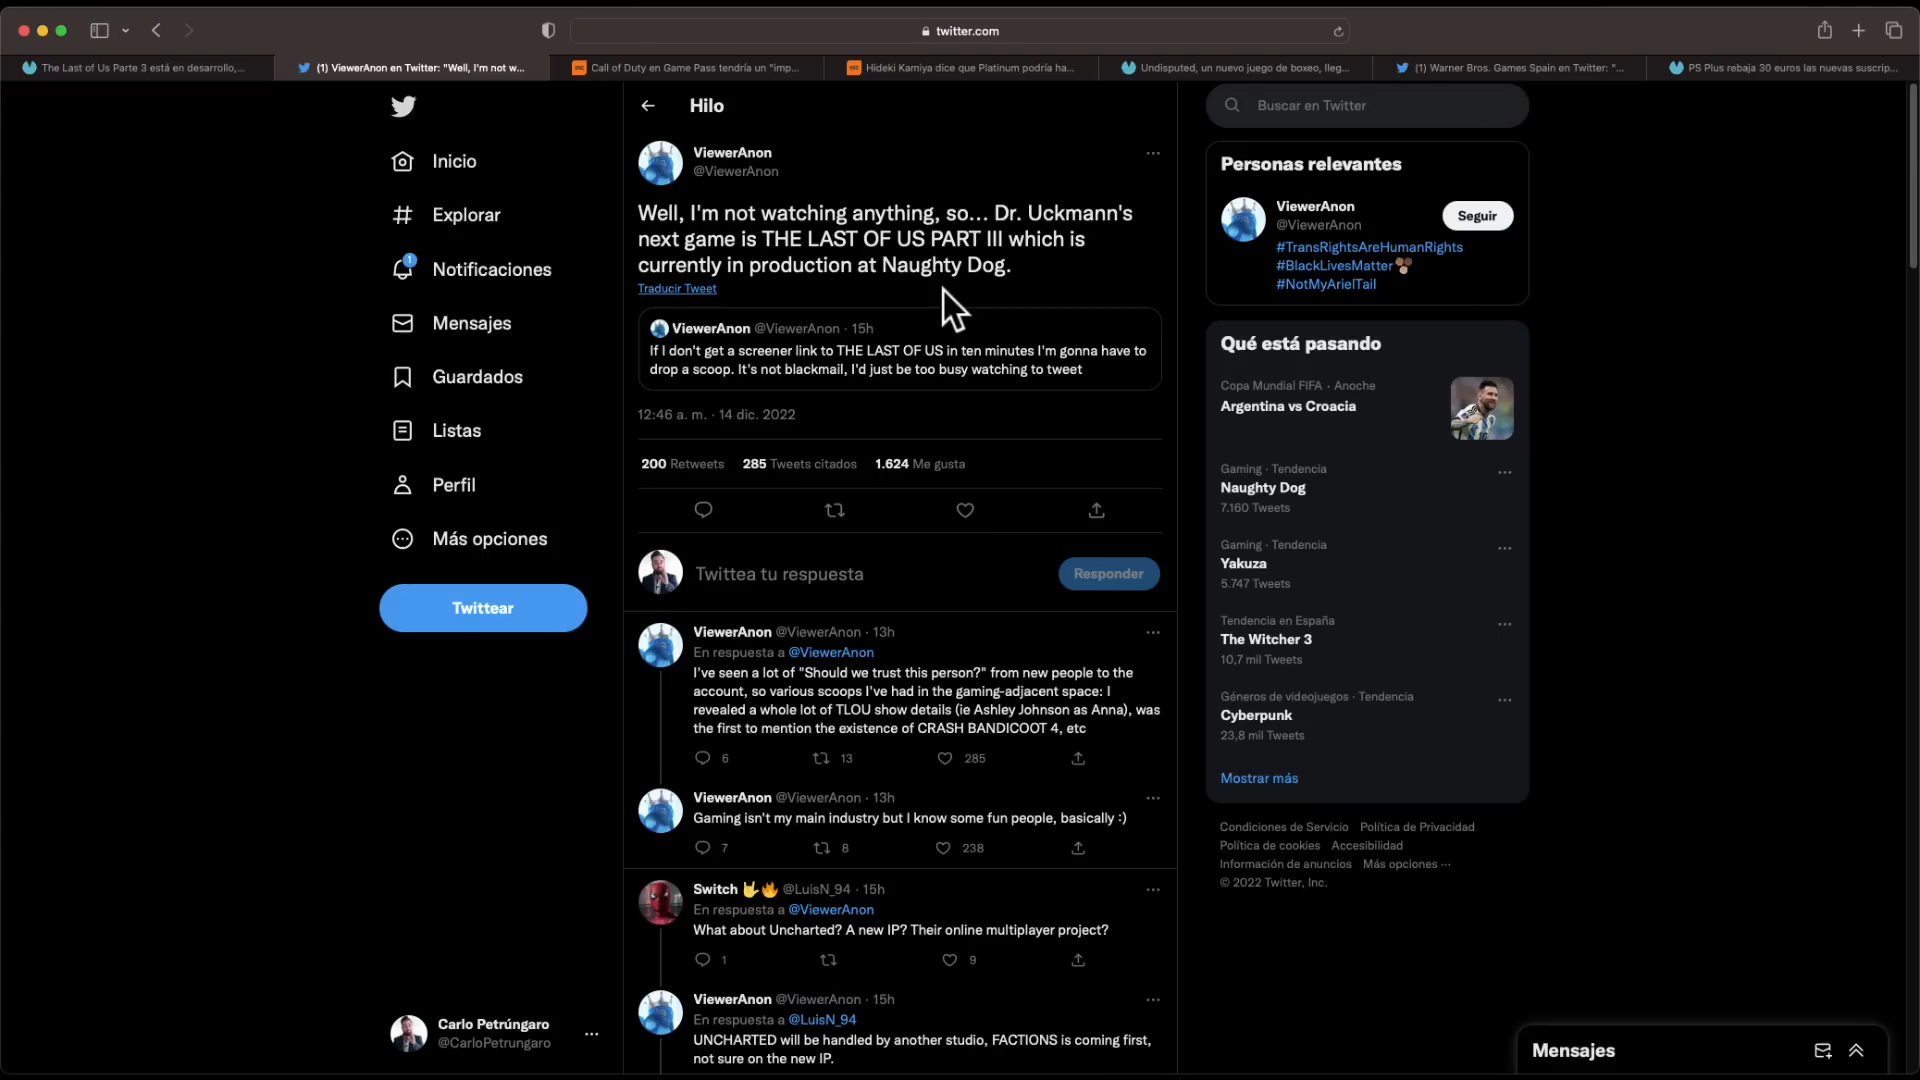 twitter.com
The Last of Us Parte 3 está en desarrollo,...
(1) ViewerAnon en Twitter: "Well, I'm not w...
Call of Duty en Game Pass tendría un "imp...
Hideki Kamiya dice que Platinum podría ha...
Undisputed, un nuevo juego de boxeo, lleg...
(1) Warner Bros. Games Spain en Twitter: "...
PS Plus rebaja 30 euros las nuevas suscrip...
Inicio
Explorar
1
Notificaciones
Mensajes
Guardados
Listas
Perfil
Más opciones
Twittear
Carlo Petrúngaro
@CarloPetrungaro
Hilo
ViewerAnon
@ViewerAnon
Well, I'm not watching anything, so... Dr. Uckmann's
next game is THE LAST OF US PART III which is
currently in production at Naughty Dog.
Traducir Tweet
ViewerAnon @ViewerAnon · 15h
If I don't get a screener link to THE LAST OF US in ten minutes I'm gonna have to
drop a scoop. It's not blackmail, I'd just be too busy watching to tweet
12:46 a. m. · 14 dic. 2022
200 Retweets 285 Tweets citados 1.624 Me gusta
Twittea tu respuesta
Responder
ViewerAnon @ViewerAnon · 13h
En respuesta a @ViewerAnon
I've seen a lot of "Should we trust this person?" from new people to the
account, so various scoops I've had in the gaming-adjacent space: I
revealed a whole lot of TLOU show details (ie Ashley Johnson as Anna), was
the first to mention the existence of CRASH BANDICOOT 4, etc
6 13 285
ViewerAnon @ViewerAnon · 13h
Gaming isn't my main industry but I know some fun people, basically :)
7 8 238
Switch 🤘🔥 @LuisN_94 · 15h
En respuesta a @ViewerAnon
What about Uncharted? A new IP? Their online multiplayer project?
1 9
ViewerAnon @ViewerAnon · 15h
En respuesta a @LuisN_94
UNCHARTED will be handled by another studio, FACTIONS is coming first,
not sure on the new IP.
Buscar en Twitter
Personas relevantes
ViewerAnon
@ViewerAnon
Seguir
#TransRightsAreHumanRights
#BlackLivesMatter
#NotMyArielTail
Qué está pasando
Copa Mundial FIFA · Anoche
Argentina vs Croacia
Gaming · Tendencia
Naughty Dog
7.160 Tweets
Gaming · Tendencia
Yakuza
5.747 Tweets
Tendencia en España
The Witcher 3
10,7 mil Tweets
Géneros de videojuegos · Tendencia
Cyberpunk
23,8 mil Tweets
Mostrar más
Condiciones de Servicio Política de Privacidad
Política de cookies Accesibilidad
Información de anuncios Más opciones ···
© 2022 Twitter, Inc.
Mensajes